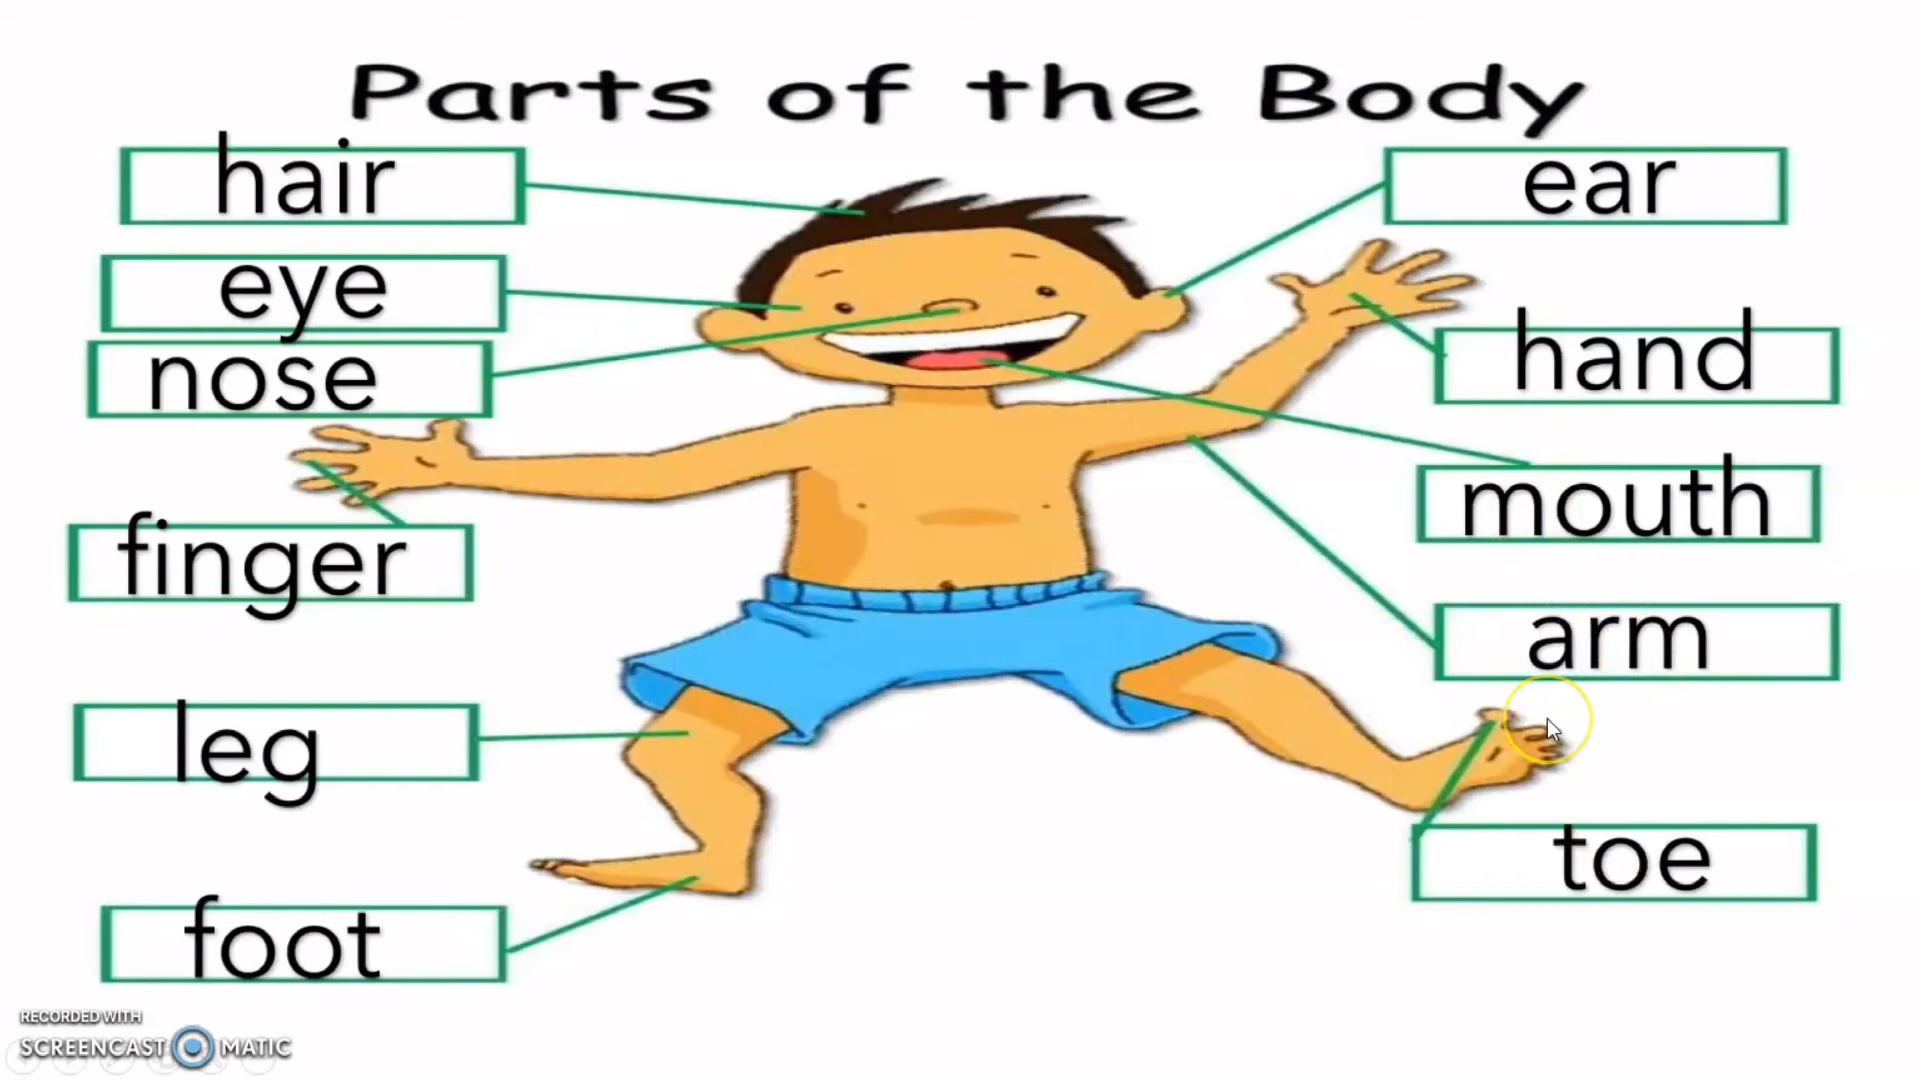 Parts of the Body
hair
eye
nose
finger
leg
foot
ear
hand
mouth
arm
toe
RECORDED WITH
SCREENCAST MATIC